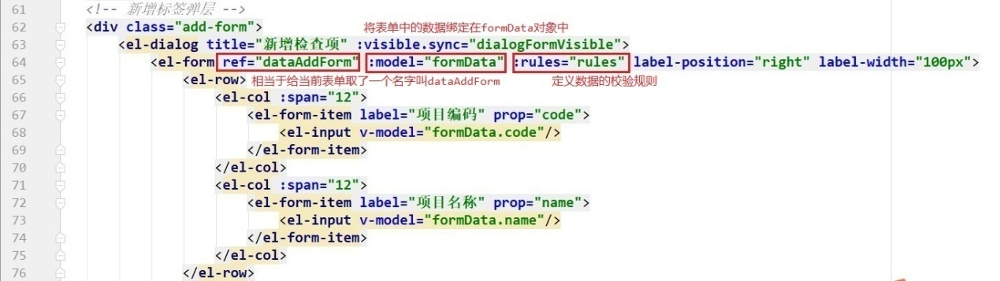 61 <!-- 新增标签弹层 -->
62 <div class="add-form"> 将表单中的数据绑定在formData对象中
63 <el-dialog title="新增检查项" :visible.sync="dialogFormVisible">
64 <el-form ref="dataAddForm" :model="formData" :rules="rules" label-position="right" label-width="100px">
65 <el-row> 相当于给当前表单取了一个名字叫dataAddForm 定义数据的校验规则
66 <el-col :span="12">
67 <el-form-item label="项目编码" prop="code">
68 <el-input v-model="formData.code"/>
69 </el-form-item>
70 </el-col>
71 <el-col :span="12">
72 <el-form-item label="项目名称" prop="name">
73 <el-input v-model="formData.name"/>
74 </el-form-item>
75 </el-col>
76 </el-row>